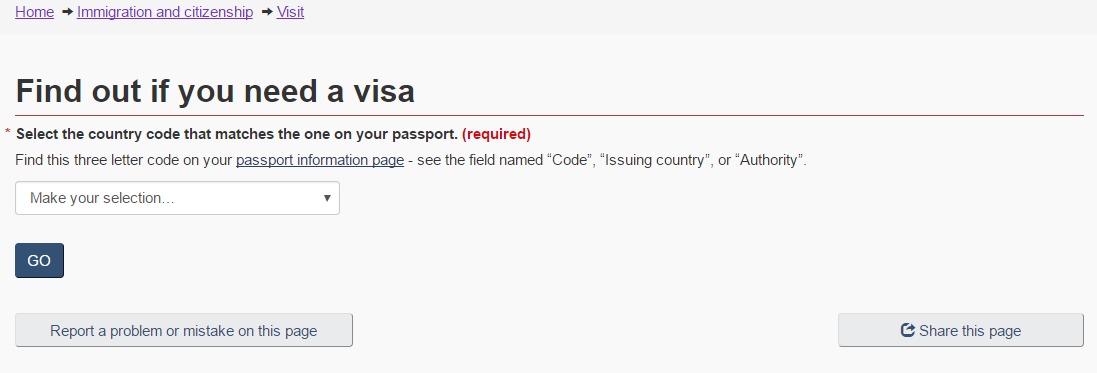 Home → Immigration and citizenship → Visit
Find out if you need a visa
* Select the country code that matches the one on your passport. (required)
Find this three letter code on your passport information page - see the field named “Code”, “Issuing country”, or “Authority”.
Make your selection...
GO
Report a problem or mistake on this page
Share this page